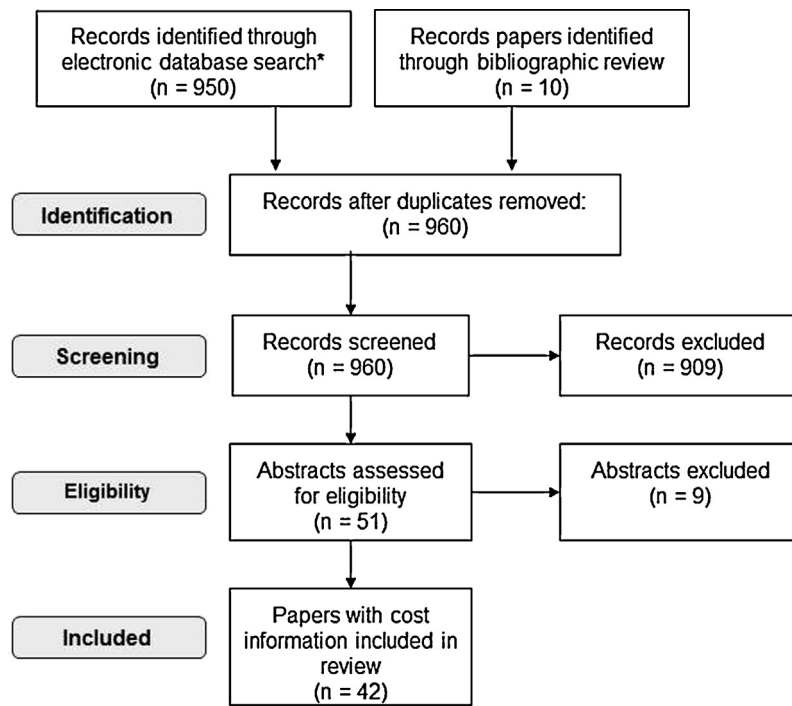 Records identified through
electronic database search*
(n = 950)
Records papers identified
through bibliographic review
(n = 10)
Identification
Records after duplicates removed:
(n = 960)
Screening
Records screened
(n = 960)
Records excluded
(n = 909)
Eligibility
Abstracts assessed
for eligibility
(n = 51)
Abstracts excluded
(n = 9)
Included
Papers with cost
information included in
review
(n = 42)